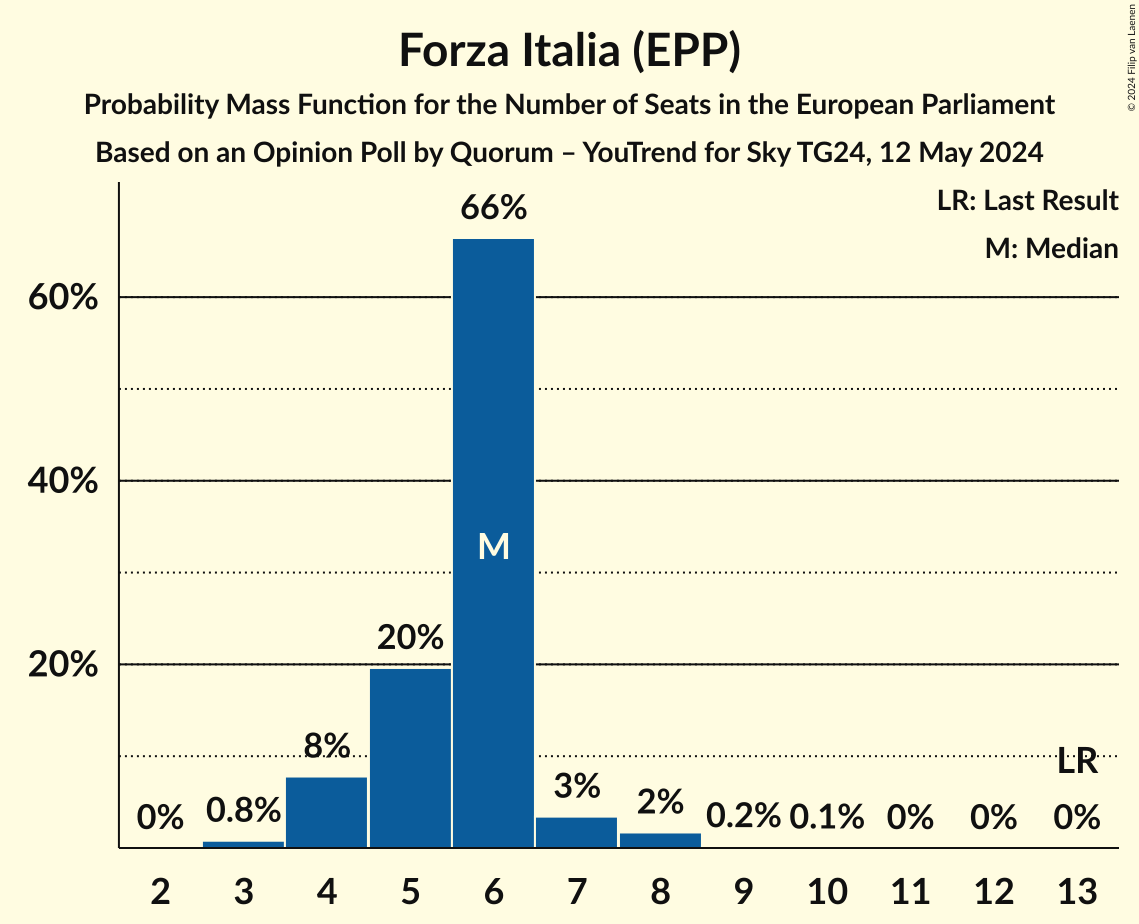 Forza Italia (EPP)
Probability Mass Function for the Number of Seats in the European Parliament
Based on an Opinion Poll by Quorum – YouTrend for Sky TG24, 12 May 2024
© 2024 Filip van Laenen
LR: Last Result
M: Median
66%
60%
40%
M
20%
20%
8%
LR
0%
0.8%
3%
2%
0.2%
0.1%
0%
0%
0%
2 3 4 5 6 7 8 9 10 11 12 13